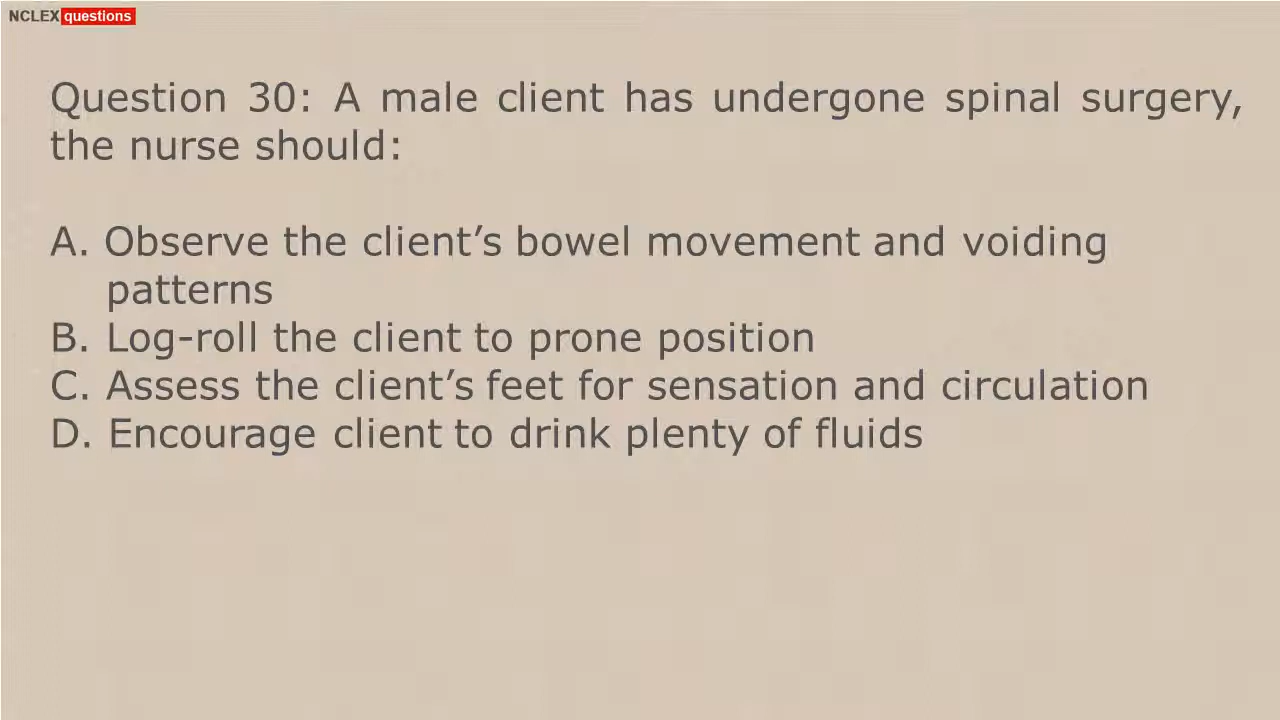 NCLEX questions
Question 30: A male client has undergone spinal surgery,
the nurse should:
A. Observe the client’s bowel movement and voiding
patterns
B. Log-roll the client to prone position
C. Assess the client’s feet for sensation and circulation
D. Encourage client to drink plenty of fluids